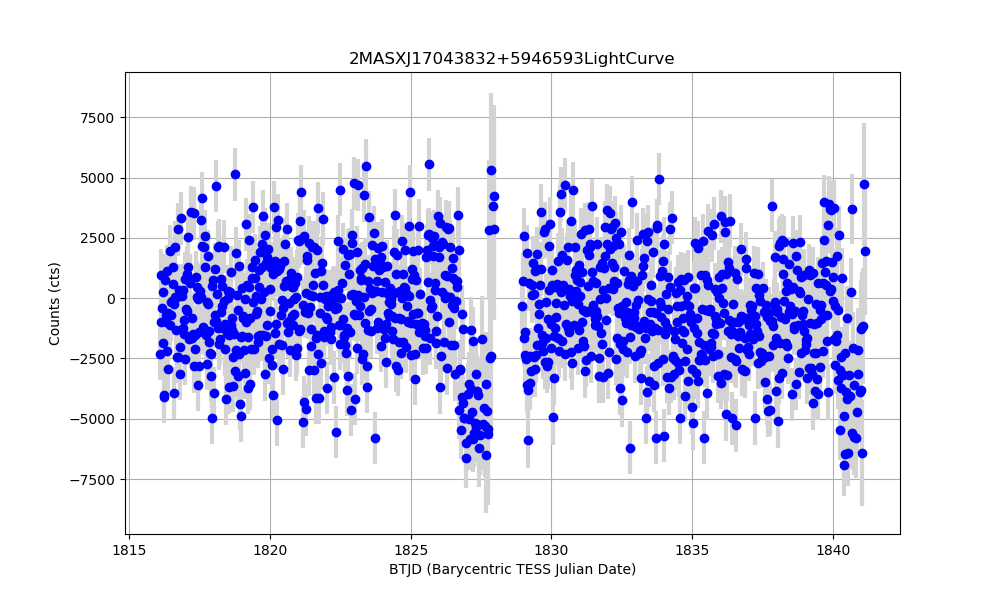 2MASXJ17043832+5946593LightCurve
Counts (cts)
7500
5000
2500
0
−2500
−5000
−7500
1815 1820 1825 1830 1835 1840
BTJD (Barycentric TESS Julian Date)